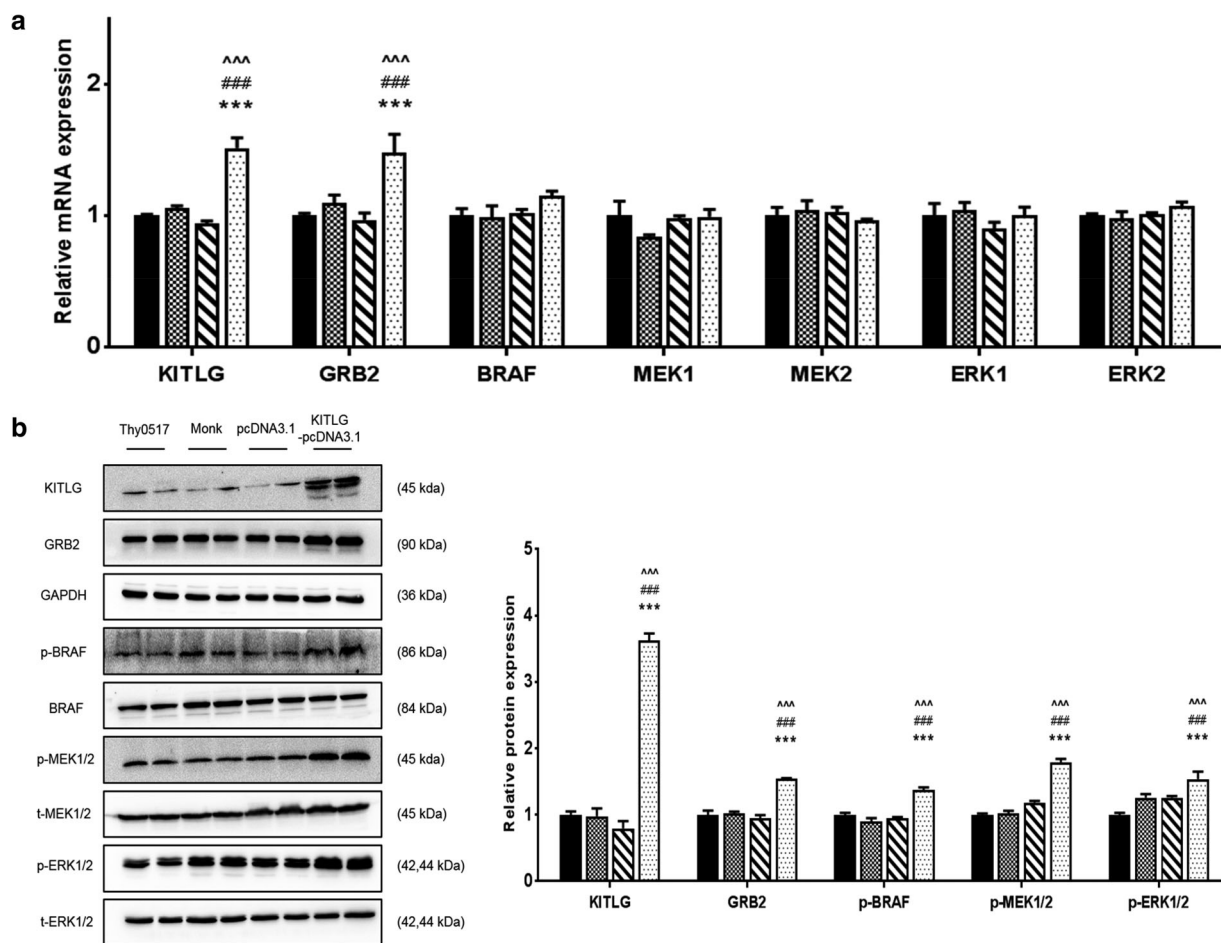 a
Relative mRNA expression
2
1
0
^^^
###
***
^^^
###
***
KITLG GRB2 BRAF MEK1 MEK2 ERK1 ERK2
b
Thy0517 Monk pcDNA3.1 KITLG
-pcDNA3.1
KITLG (45 kda)
GRB2 (90 kDa)
GAPDH (36 kDa)
p-BRAF (86 kDa)
BRAF (84 kDa)
p-MEK1/2 (45 kda)
t-MEK1/2 (45 kDa)
p-ERK1/2 (42,44 kDa)
t-ERK1/2 (42,44 kDa)
Relative protein expression
5
4
3
2
1
0
^^^
###
***
^^^
###
***
^^^
###
***
^^^
###
***
^^^
###
***
KITLG GRB2 p-BRAF p-MEK1/2 p-ERK1/2